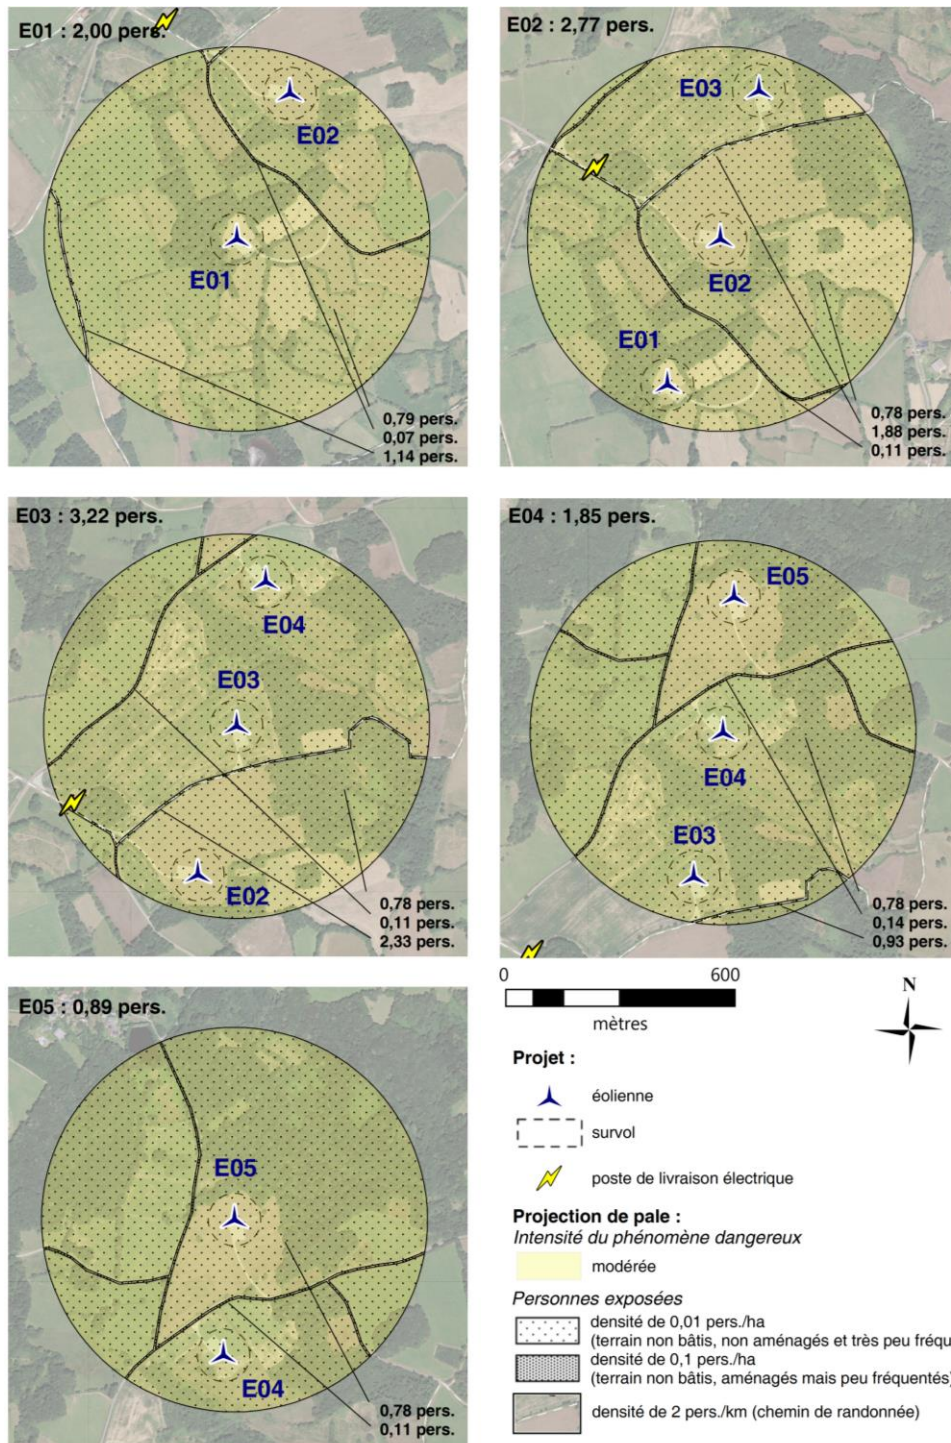 E01 : 2,00 pers.
E02
E01
0,79 pers.
0,07 pers.
1,14 pers.
E02 : 2,77 pers.
E03
E02
E01
0,78 pers.
1,88 pers.
0,11 pers.
E03 : 3,22 pers.
E04
E03
E02
0,78 pers.
0,11 pers.
2,33 pers.
E04 : 1,85 pers.
E05
E04
E03
0,78 pers.
0,14 pers.
0,93 pers.
E05 : 0,89 pers.
E05
E04
0,78 pers.
0,11 pers.
0 600
mètres
N
Projet :
éolienne
survol
poste de livraison électrique
Projection de pale :
Intensité du phénomène dangereux
modérée
Personnes exposées
densité de 0,01 pers./ha
(terrain non bâtis, non aménagés et très peu fréqu
densité de 0,1 pers./ha
(terrain non bâtis, aménagés mais peu fréquentés)
densité de 2 pers./km (chemin de randonnée)